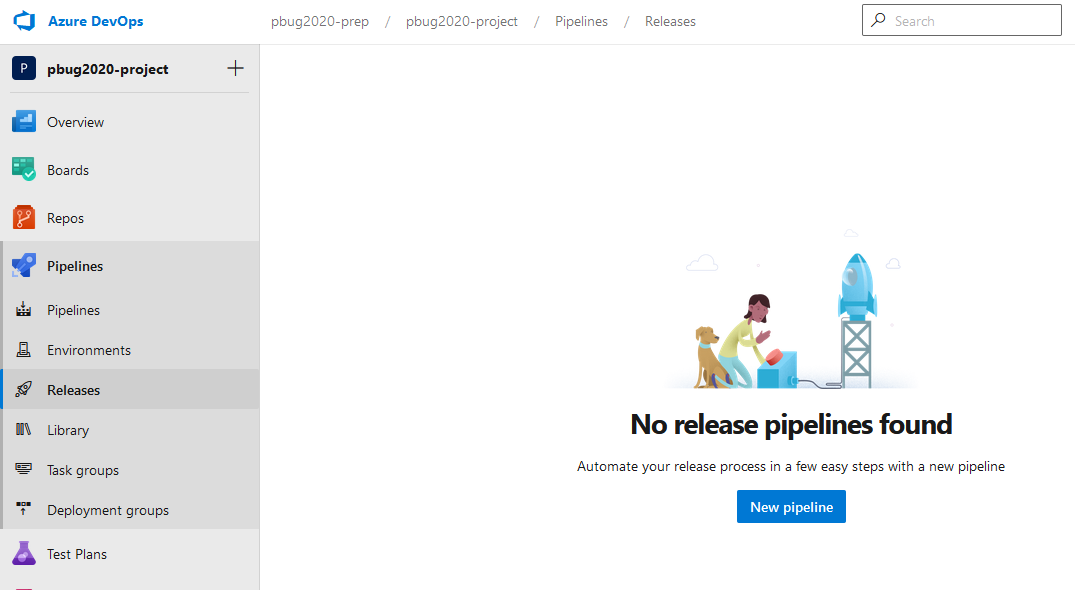 Azure DevOps
pbug2020-prep / pbug2020-project / Pipelines / Releases
Search
P pbug2020-project
Overview
Boards
Repos
Pipelines
Pipelines
Environments
Releases
Library
Task groups
Deployment groups
Test Plans
No release pipelines found
Automate your release process in a few easy steps with a new pipeline
New pipeline